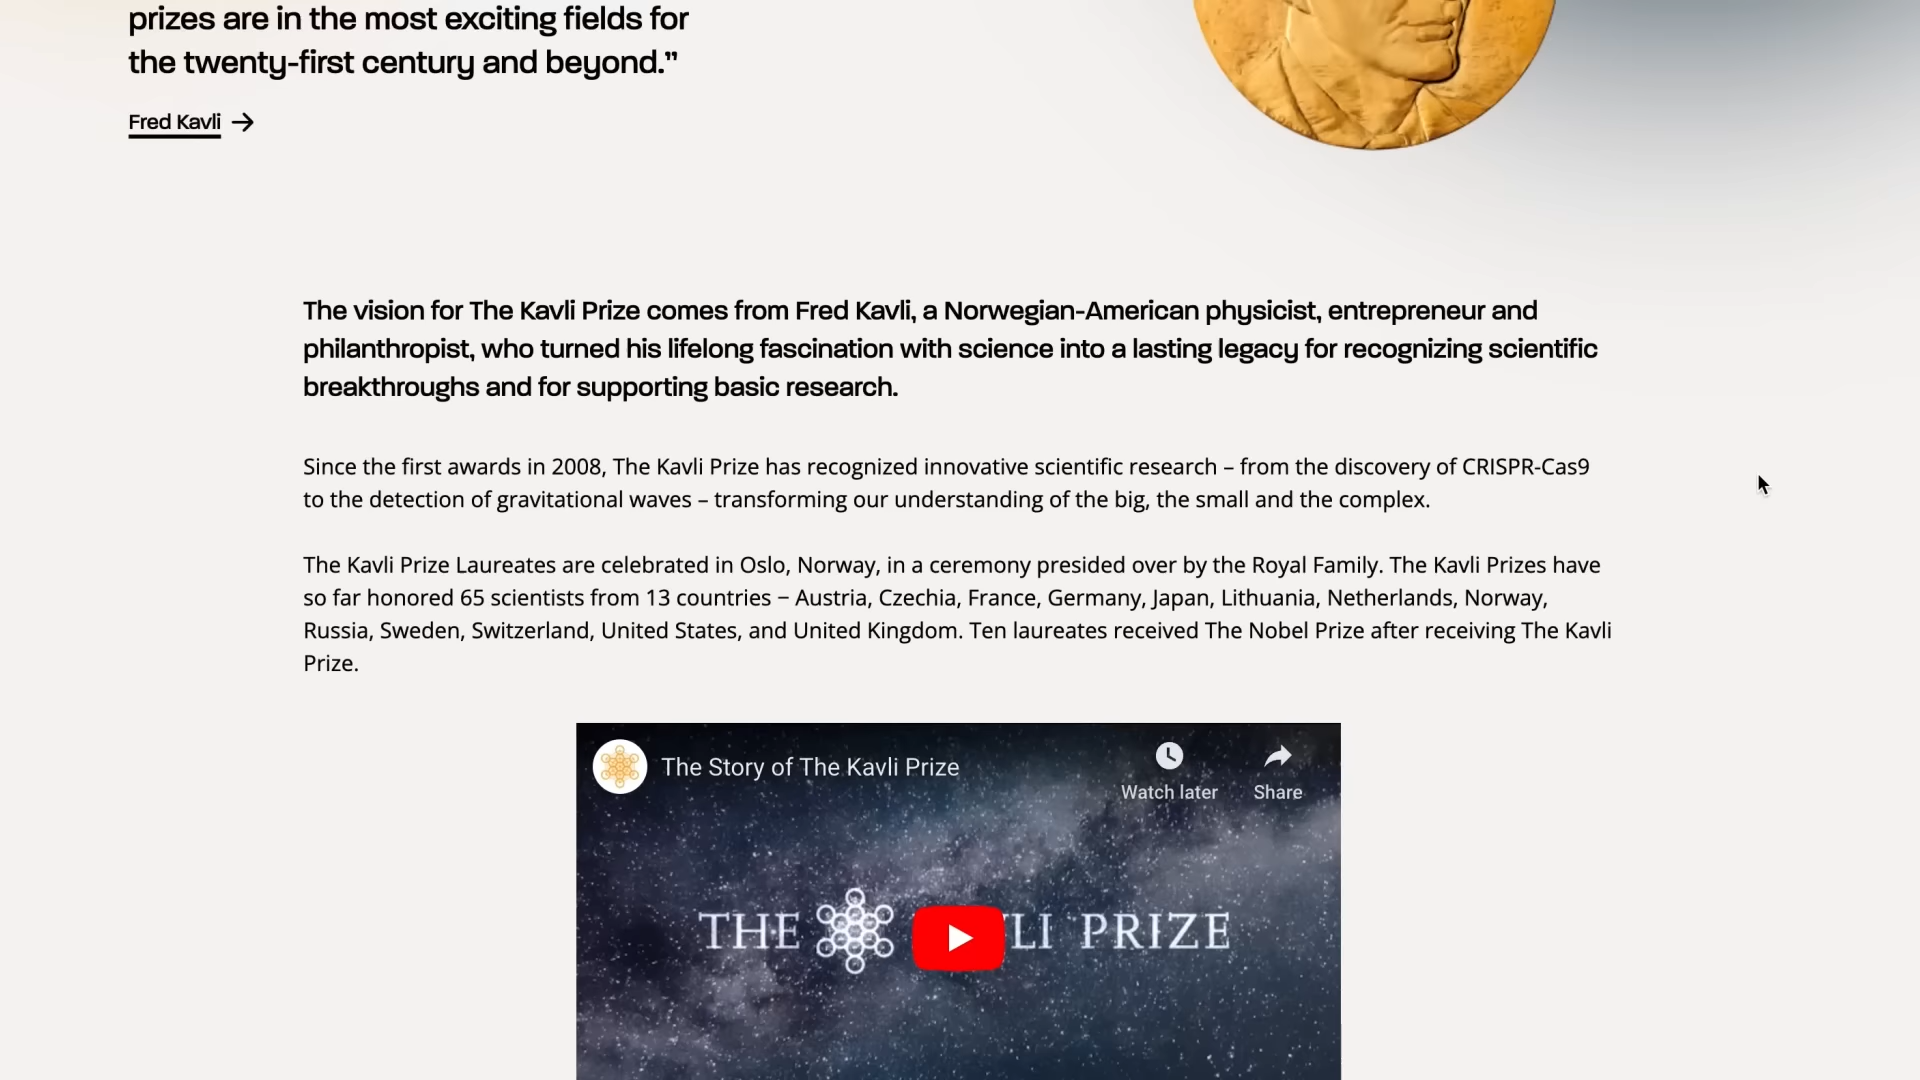 prizes are in the most exciting fields for
the twenty-first century and beyond.”
Fred Kavli
The vision for The Kavli Prize comes from Fred Kavli, a Norwegian-American physicist, entrepreneur and
philanthropist, who turned his lifelong fascination with science into a lasting legacy for recognizing scientific
breakthroughs and for supporting basic research.
Since the first awards in 2008, The Kavli Prize has recognized innovative scientific research – from the discovery of CRISPR-Cas9
to the detection of gravitational waves – transforming our understanding of the big, the small and the complex.
The Kavli Prize Laureates are celebrated in Oslo, Norway, in a ceremony presided over by the Royal Family. The Kavli Prizes have
so far honored 65 scientists from 13 countries – Austria, Czechia, France, Germany, Japan, Lithuania, Netherlands, Norway,
Russia, Sweden, Switzerland, United States, and United Kingdom. Ten laureates received The Nobel Prize after receiving The Kavli
Prize.
The Story of The Kavli Prize
Watch later
Share
THE LI PRIZE